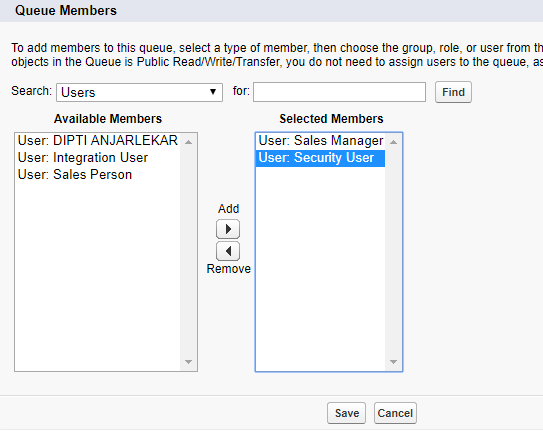 Queue Members
To add members to this queue, select a type of member, then choose the group, role, or user from th
objects in the Queue is Public Read/Write/Transfer, you do not need to assign users to the queue, as
Search: Users for: Find
Available Members Selected Members
User: DIPTI ANJARLEKAR User: Sales Manager
User: Integration User User: Security User
User: Sales Person
Add
Remove
Save Cancel